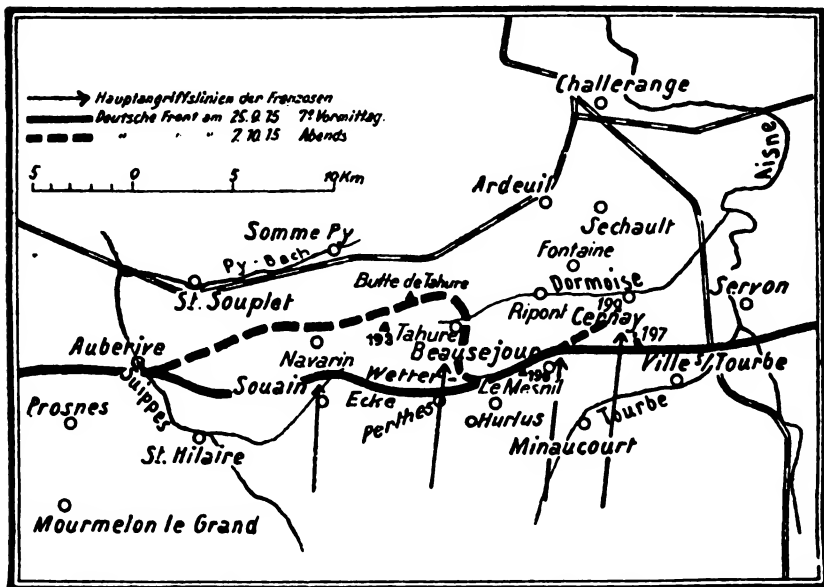 Hauptangriffslinien der Franzosen
Deutsche Front am 25.9.15 7° Vormittag.
" " " 2.10.15 Abends
5 0 5 10 Km
Challerange
Aisne
Ardeuil
Sechault
Somme Py
Py-Bach
Fontaine
Dormoise
St. Souplet
Butte de Tahure
Ripont
199
Servon
193
Tahure
Cernay
197
Auberive
Navarin
Beausejour
Ville s/Tourbe
Suippes
Souain
Wetter-
Ecke
Le Mesnil
196
Prosnes
Perthes
Hurlus
Tourbe
St. Hilaire
Minaucourt
Mourmelon le Grand